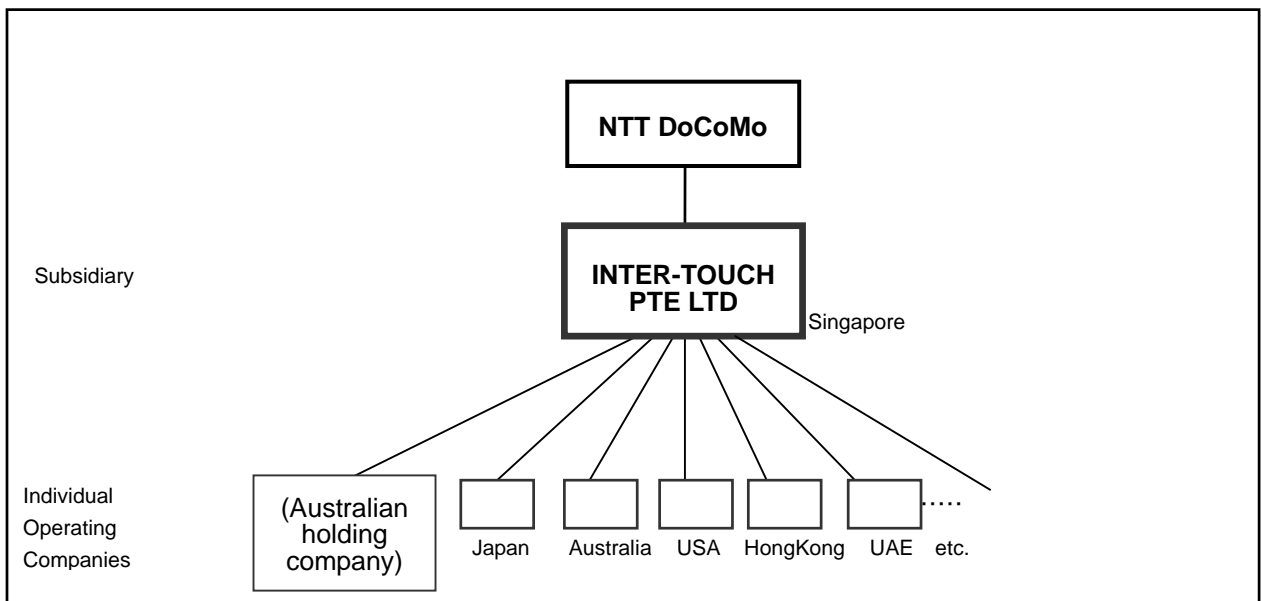 NTT DoCoMo
Subsidiary
INTER-TOUCH
PTE LTD
Singapore
Individual
Operating
Companies
(Australian
holding
company)
.....
Japan
Australia
USA
HongKong
UAE
etc.